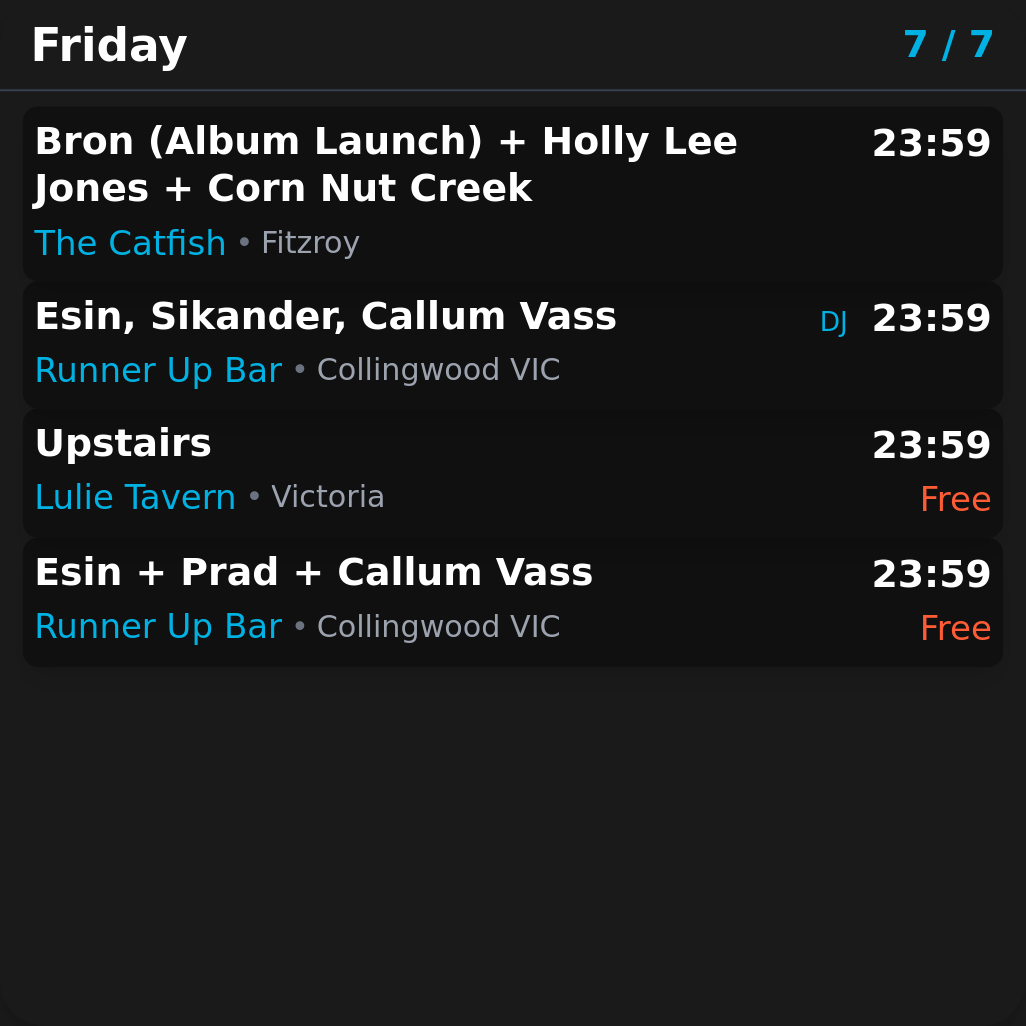 Friday 7 / 7
Bron (Album Launch) + Holly Lee 23:59
Jones + Corn Nut Creek
The Catfish • Fitzroy
Esin, Sikander, Callum Vass DJ 23:59
Runner Up Bar • Collingwood VIC
Upstairs 23:59
Lulie Tavern • Victoria Free
Esin + Prad + Callum Vass 23:59
Runner Up Bar • Collingwood VIC Free